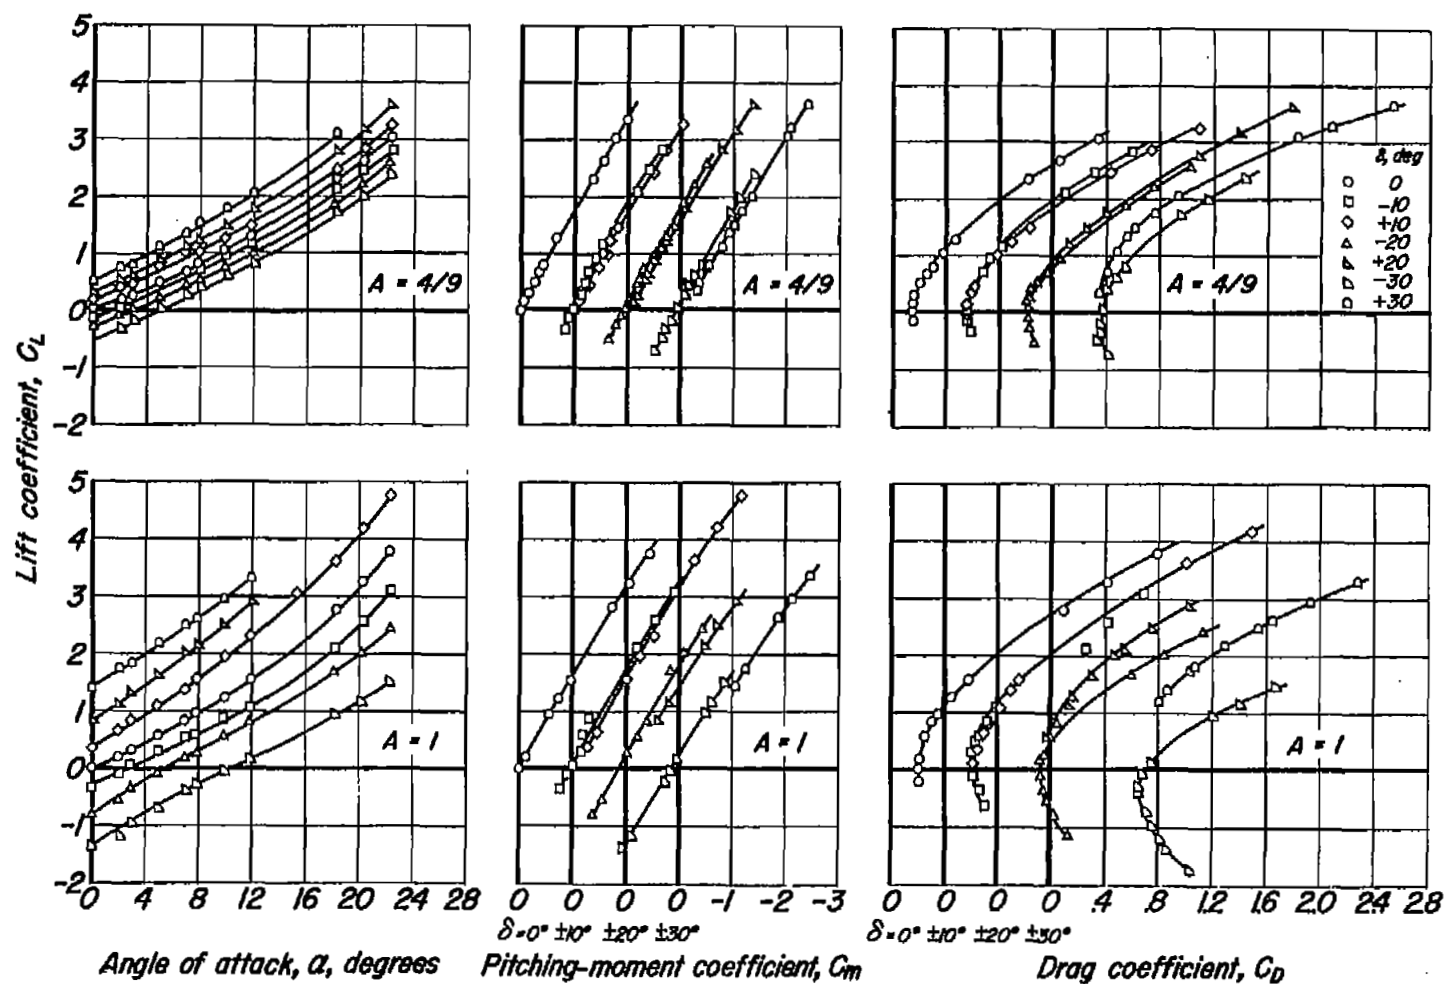 5
4
3
2
1
0
-1
-2
A = 4/9
A = 4/9
A = 4/9
δ, deg
0
-10
+10
-20
+20
-30
+30
Lift coefficient, CL
5
4
3
2
1
0
-1
-2
A = 1
A = 1
A = 1
0 4 8 12 16 20 24 28
0 0 0 0 -1 -2 -3
0 0 0 0 .4 .8 1.2 1.6 2.0 2.4 2.8
δ=0° ±10° ±20° ±30°
δ=0° ±10° ±20° ±30°
Angle of attack, α, degrees
Pitching-moment coefficient, Cm
Drag coefficient, CD